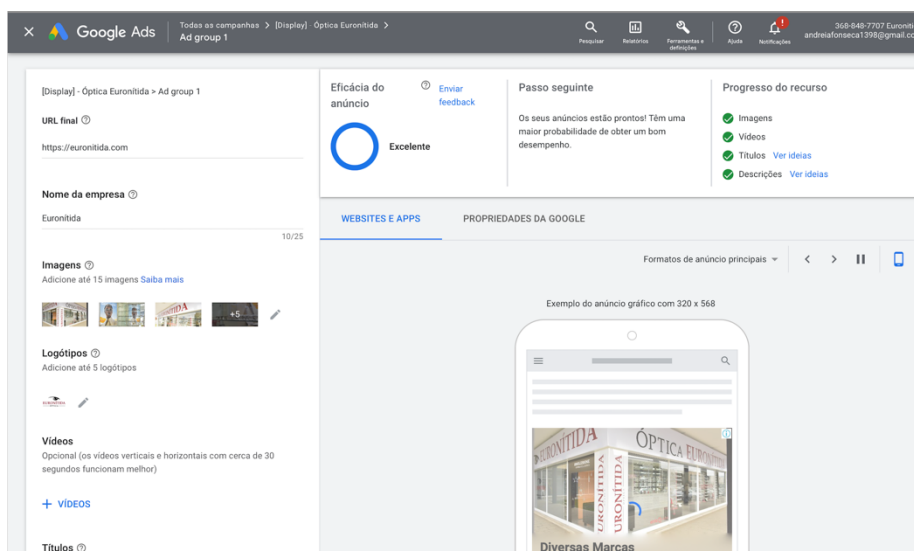 Google Ads
Todas as campanhas > [Display] - Óptica Euronítida >
Ad group 1
Pesquisar
Relatórios
Ferramentas e
definições
Ajuda
Notificações
368-848-7707 Euroníti
andreiafonseca1398@gmail.co
[Display] - Óptica Euronítida > Ad group 1
URL final
https://euronitida.com
Nome da empresa
Euronítida
10/25
Imagens
Adicione até 15 imagens Saiba mais
+5
Logótipos
Adicione até 5 logótipos
EURONÍTIDA
Vídeos
Opcional (os vídeos verticais e horizontais com cerca de 30
segundos funcionam melhor)
+ VÍDEOS
Títulos
Eficácia do
anúncio
Enviar
feedback
Excelente
Passo seguinte
Os seus anúncios estão prontos! Têm uma
maior probabilidade de obter um bom
desempenho.
Progresso do recurso
Imagens
Vídeos
Títulos Ver ideias
Descrições Ver ideias
WEBSITES E APPS
PROPRIEDADES DA GOOGLE
Formatos de anúncio principais
Exemplo do anúncio gráfico com 320 x 568
EURONÍTIDA
ÓPTICA EURONÍTIDA
EURONÍTIDA
EURONÍTIDA
Diversas Marcas